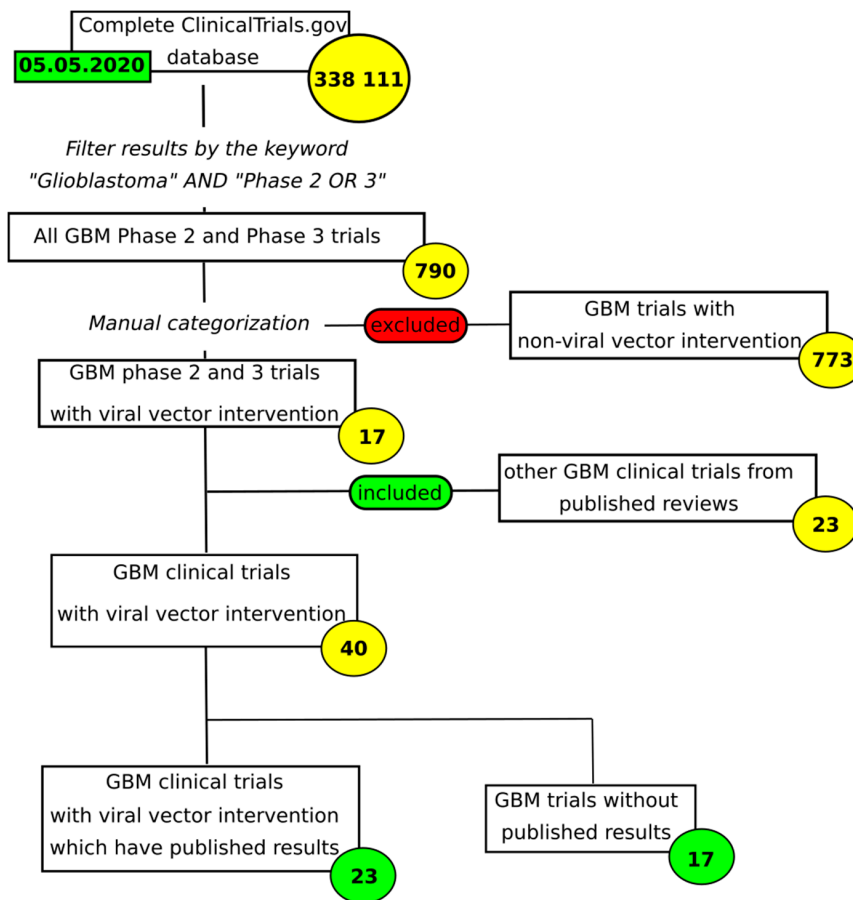 Complete ClinicalTrials.gov
database
05.05.2020
338 111
Filter results by the keyword
"Glioblastoma" AND "Phase 2 OR 3"
All GBM Phase 2 and Phase 3 trials
790
Manual categorization
excluded
GBM trials with
non-viral vector intervention
773
GBM phase 2 and 3 trials
with viral vector intervention
17
included
other GBM clinical trials from
published reviews
23
GBM clinical trials
with viral vector intervention
40
GBM clinical trials
with viral vector intervention
which have published results
23
GBM trials without
published results
17